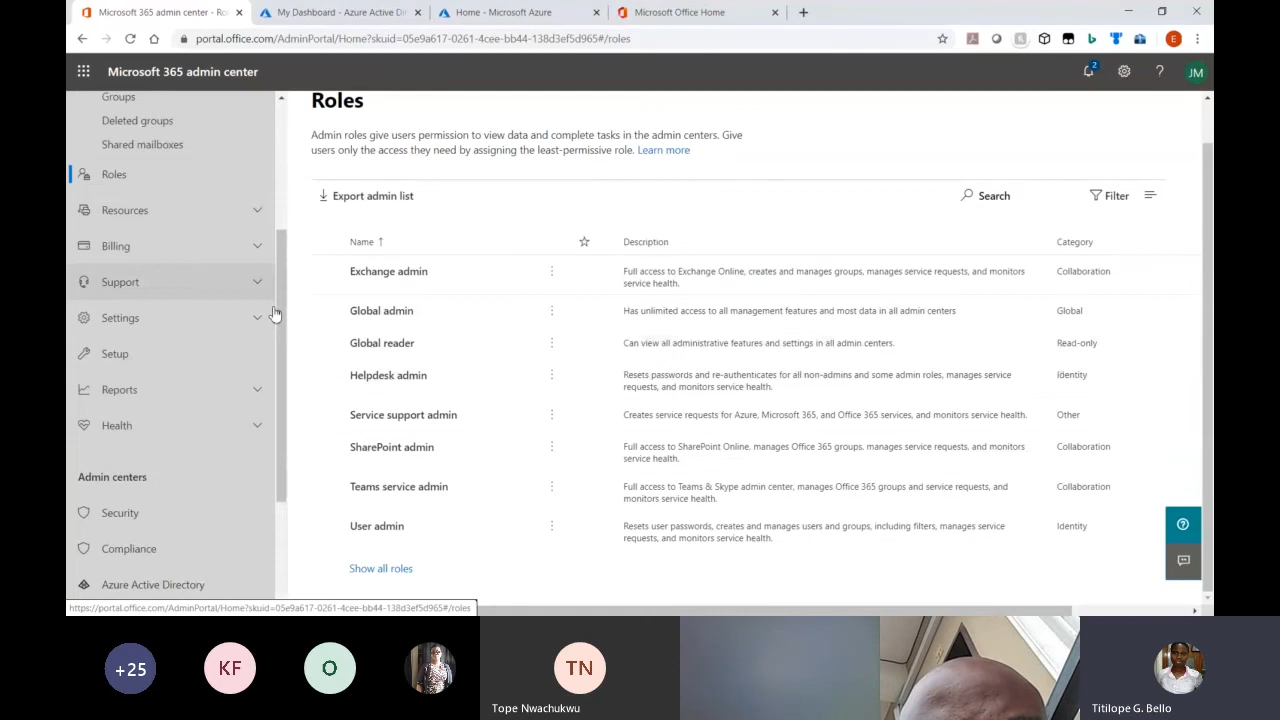 Microsoft 365 admin center - Ro
My Dashboard - Azure Active Di
Home - Microsoft Azure
Microsoft Office Home
portal.office.com/AdminPortal/Home?skuid=05e9a617-0261-4cee-bb44-138d3ef5d965#/roles
E
Microsoft 365 admin center
2
JM
Groups
Deleted groups
Shared mailboxes
Roles
Resources
Billing
Support
Settings
Setup
Reports
Health
Admin centers
Security
Compliance
Azure Active Directory
https://portal.office.com/AdminPortal/Home?skuid=05e9a617-0261-4cee-bb44-138d3ef5d965#/roles
Roles
Admin roles give users permission to view data and complete tasks in the admin centers. Give
users only the access they need by assigning the least-permissive role. Learn more
Export admin list
Search
Filter
Name
Description
Category
Exchange admin
Full access to Exchange Online, creates and manages groups, manages service requests, and monitors
service health.
Collaboration
Global admin
Has unlimited access to all management features and most data in all admin centers
Global
Global reader
Can view all administrative features and settings in all admin centers.
Read-only
Helpdesk admin
Resets passwords and re-authenticates for all non-admins and some admin roles, manages service
requests, and monitors service health.
Identity
Service support admin
Creates service requests for Azure, Microsoft 365, and Office 365 services, and monitors service health.
Other
SharePoint admin
Full access to SharePoint Online, manages Office 365 groups, manages service requests, and monitors
service health.
Collaboration
Teams service admin
Full access to Teams & Skype admin center, manages Office 365 groups and service requests, and
monitors service health.
Collaboration
User admin
Resets user passwords, creates and manages users and groups, including filters, manages service
requests, and monitors service health.
Identity
Show all roles
+25
KF
O
TN
Tope Nwachukwu
Titilope G. Bello